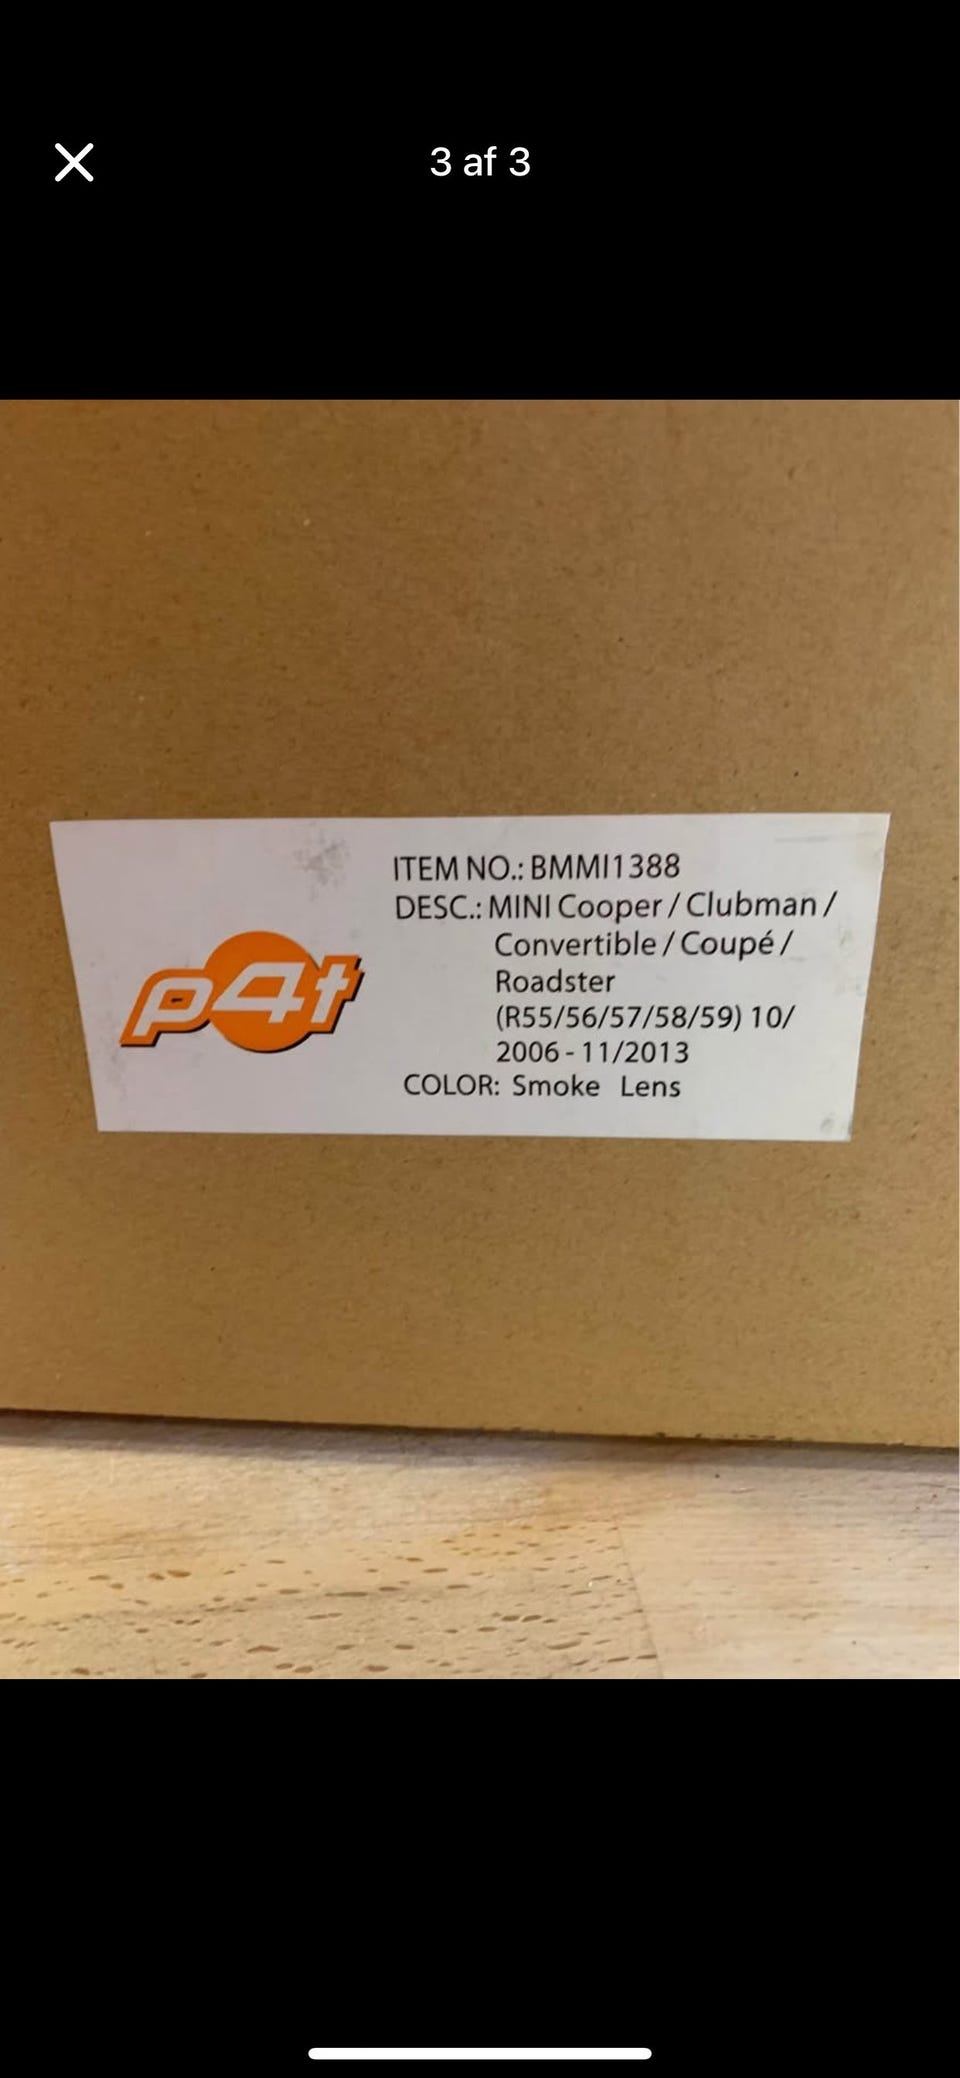 3 af 3
ITEM NO.: BMMI1388
DESC.: MINI Cooper / Clubman /
Convertible / Coupé /
Roadster
(R55/56/57/58/59) 10/
2006 - 11/2013
COLOR: Smoke Lens
p4t